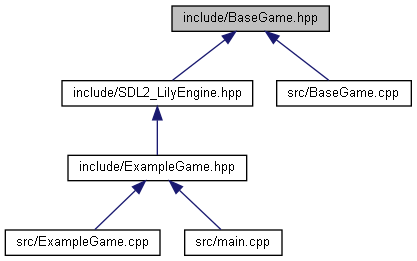 include/BaseGame.hpp
include/SDL2_LilyEngine.hpp
src/BaseGame.cpp
include/ExampleGame.hpp
src/ExampleGame.cpp
src/main.cpp